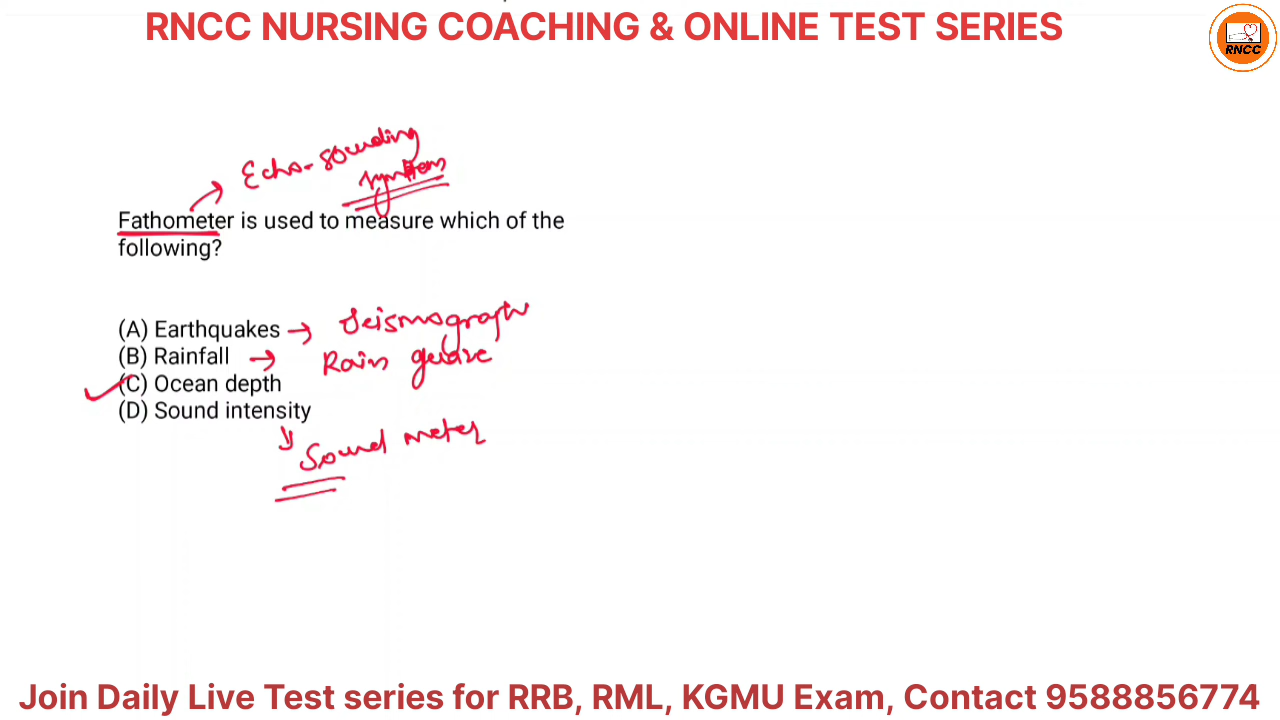 RNCC NURSING COACHING & ONLINE TEST SERIES
RNCC
Echo-sounding
system
Fathometer is used to measure which of the
following?
(A) Earthquakes → Seismograph
(B) Rainfall → Rain
(C) Ocean depth
(D) Sound intensity
Sound meter
Join Daily Live Test series for RRB, RML, KGMU Exam, Contact 9588856774